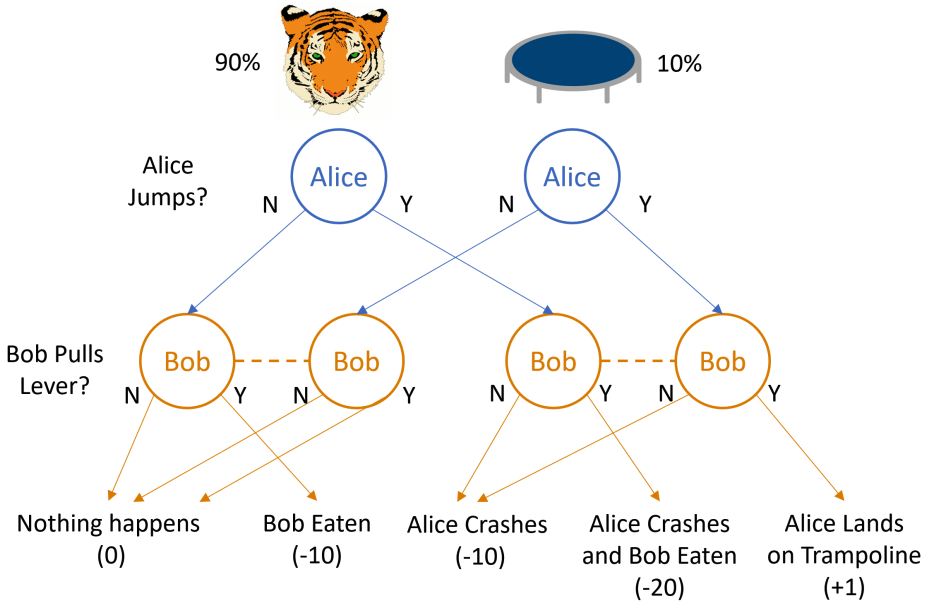 90%
10%
Alice
Jumps?
Alice
Alice
N
Y
N
Y
Bob Pulls
Lever?
Bob
Bob
Bob
Bob
N
Y
N
Y
N
Y
N
Y
Nothing happens
(0)
Bob Eaten
(-10)
Alice Crashes
(-10)
Alice Crashes
and Bob Eaten
(-20)
Alice Lands
on Trampoline
(+1)